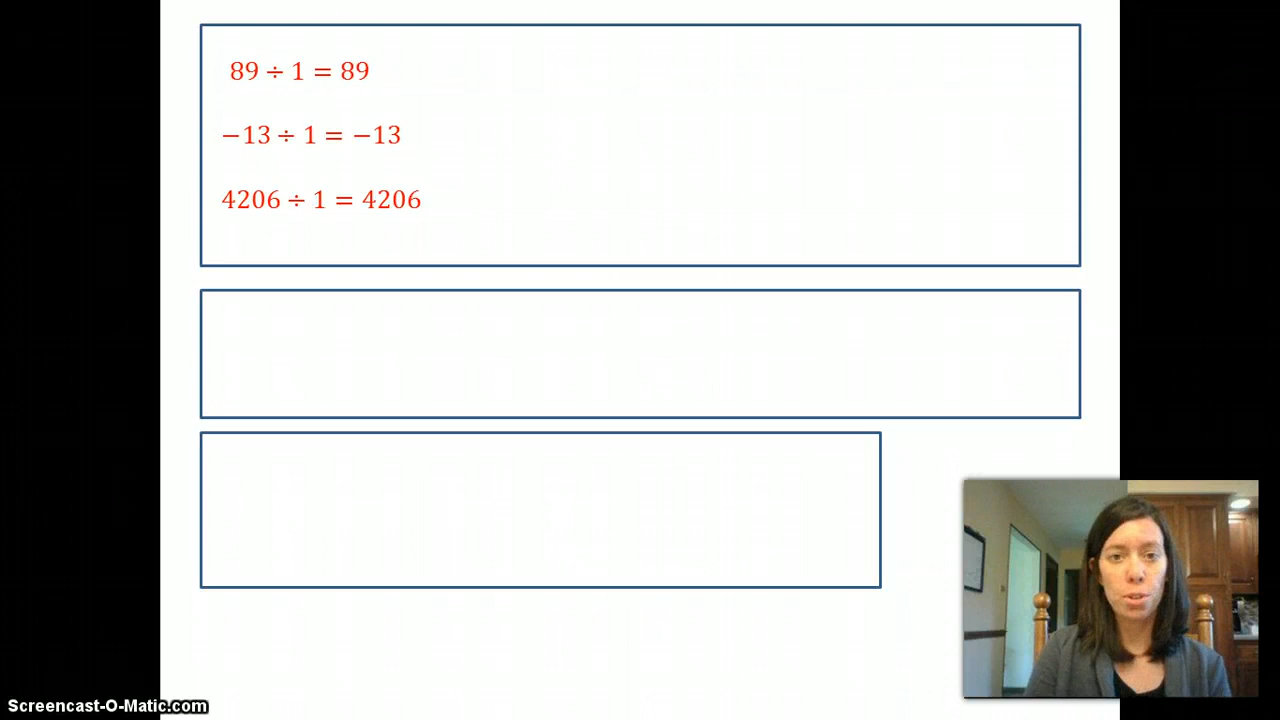 89 ÷ 1 = 89
−13 ÷ 1 = −13
4206 ÷ 1 = 4206
Screencast-O-Matic.com